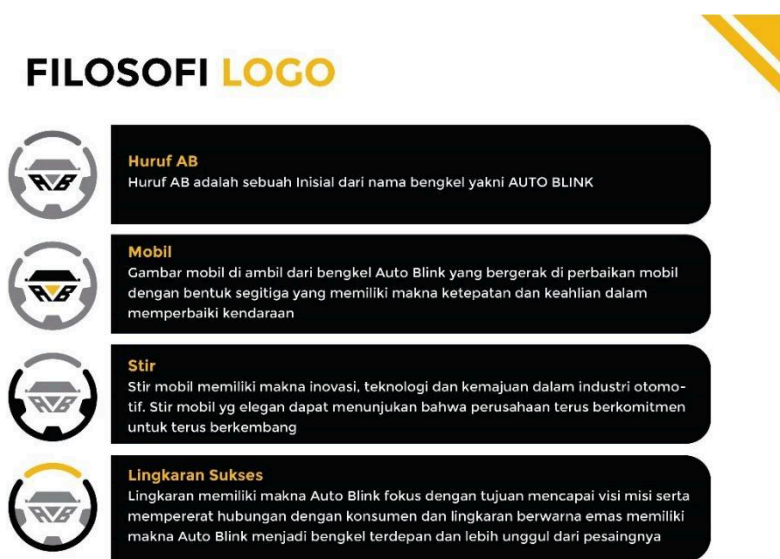 FILOSOFI LOGO
AB
Huruf AB
Huruf AB adalah sebuah Inisial dari nama bengkel yakni AUTO BLINK
AB
Mobil
Gambar mobil di ambil dari bengkel Auto Blink yang bergerak di perbaikan mobil
dengan bentuk segitiga yang memiliki makna ketepatan dan keahlian dalam
memperbaiki kendaraan
AB
Stir
Stir mobil memiliki makna inovasi, teknologi dan kemajuan dalam industri otomo-
tif. Stir mobil yg elegan dapat menunjukan bahwa perusahaan terus berkomitmen
untuk terus berkembang
AB
Lingkaran Sukses
Lingkaran memiliki makna Auto Blink fokus dengan tujuan mencapai visi misi serta
mempererat hubungan dengan konsumen dan lingkaran berwarna emas memiliki
makna Auto Blink menjadi bengkel terdepan dan lebih unggul dari pesaingnya